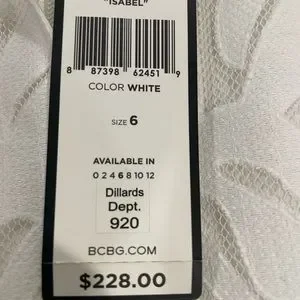 "ISABEL"
8 87398 62451 9
COLOR WHITE
SIZE 6
AVAILABLE IN
0 2 4 6 8 10 12
Dillards
Dept.
920
BCBG.COM
$228.00